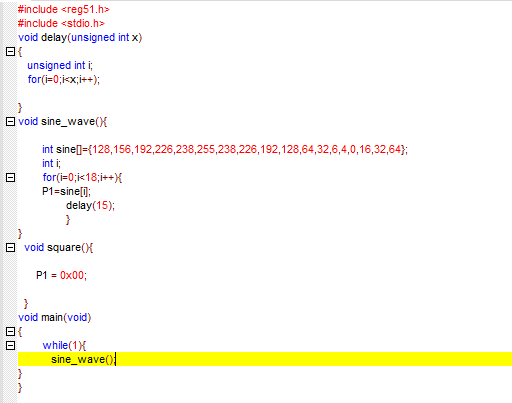 #include <reg51.h>
#include <stdio.h>
void delay(unsigned int x)
{
unsigned int i;
for(i=0;i<x;i++);
}
void sine_wave(){
int sine[]={128,156,192,226,238,255,238,226,192,128,64,32,6,4,0,16,32,64};
int i;
for(i=0;i<18;i++){
P1=sine[i];
delay(15);
}
}
void square(){
P1 = 0x00;
}
void main(void)
{
while(1){
sine_wave();
}
}